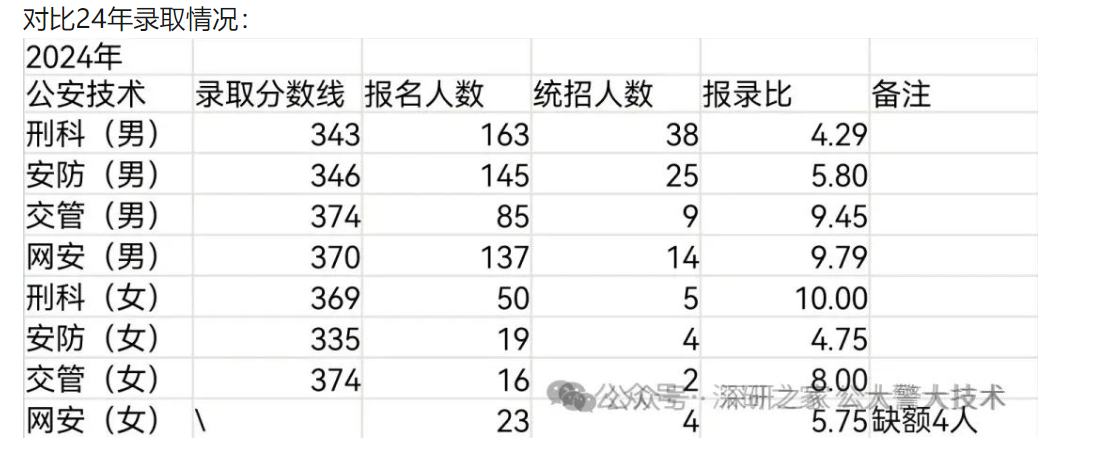 对比24年录取情况：
2024年
公安技术 录取分数线 报名人数 统招人数 报录比 备注
刑科（男） 343 163 38 4.29
安防（男） 346 145 25 5.80
交管（男） 374 85 9 9.45
网安（男） 370 137 14 9.79
刑科（女） 369 50 5 10.00
安防（女） 335 19 4 4.75
交管（女） 374 16 2 8.00
公众号·深研之家 公大警大技术
网安（女） \ 23 4 5.75 缺额4人